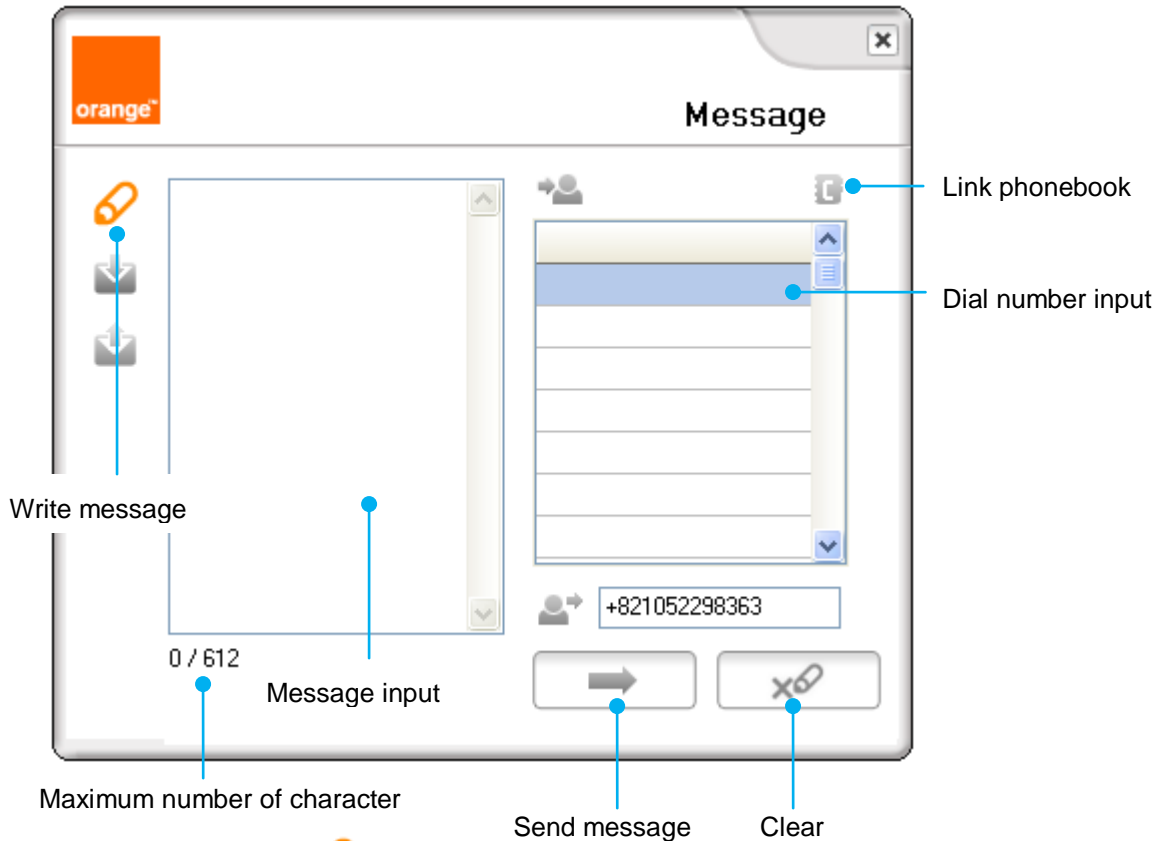 orange™
Message
Link phonebook
Dial number input
Write message
+821052298363
0 / 612
Message input
Maximum number of character
Send message
Clear